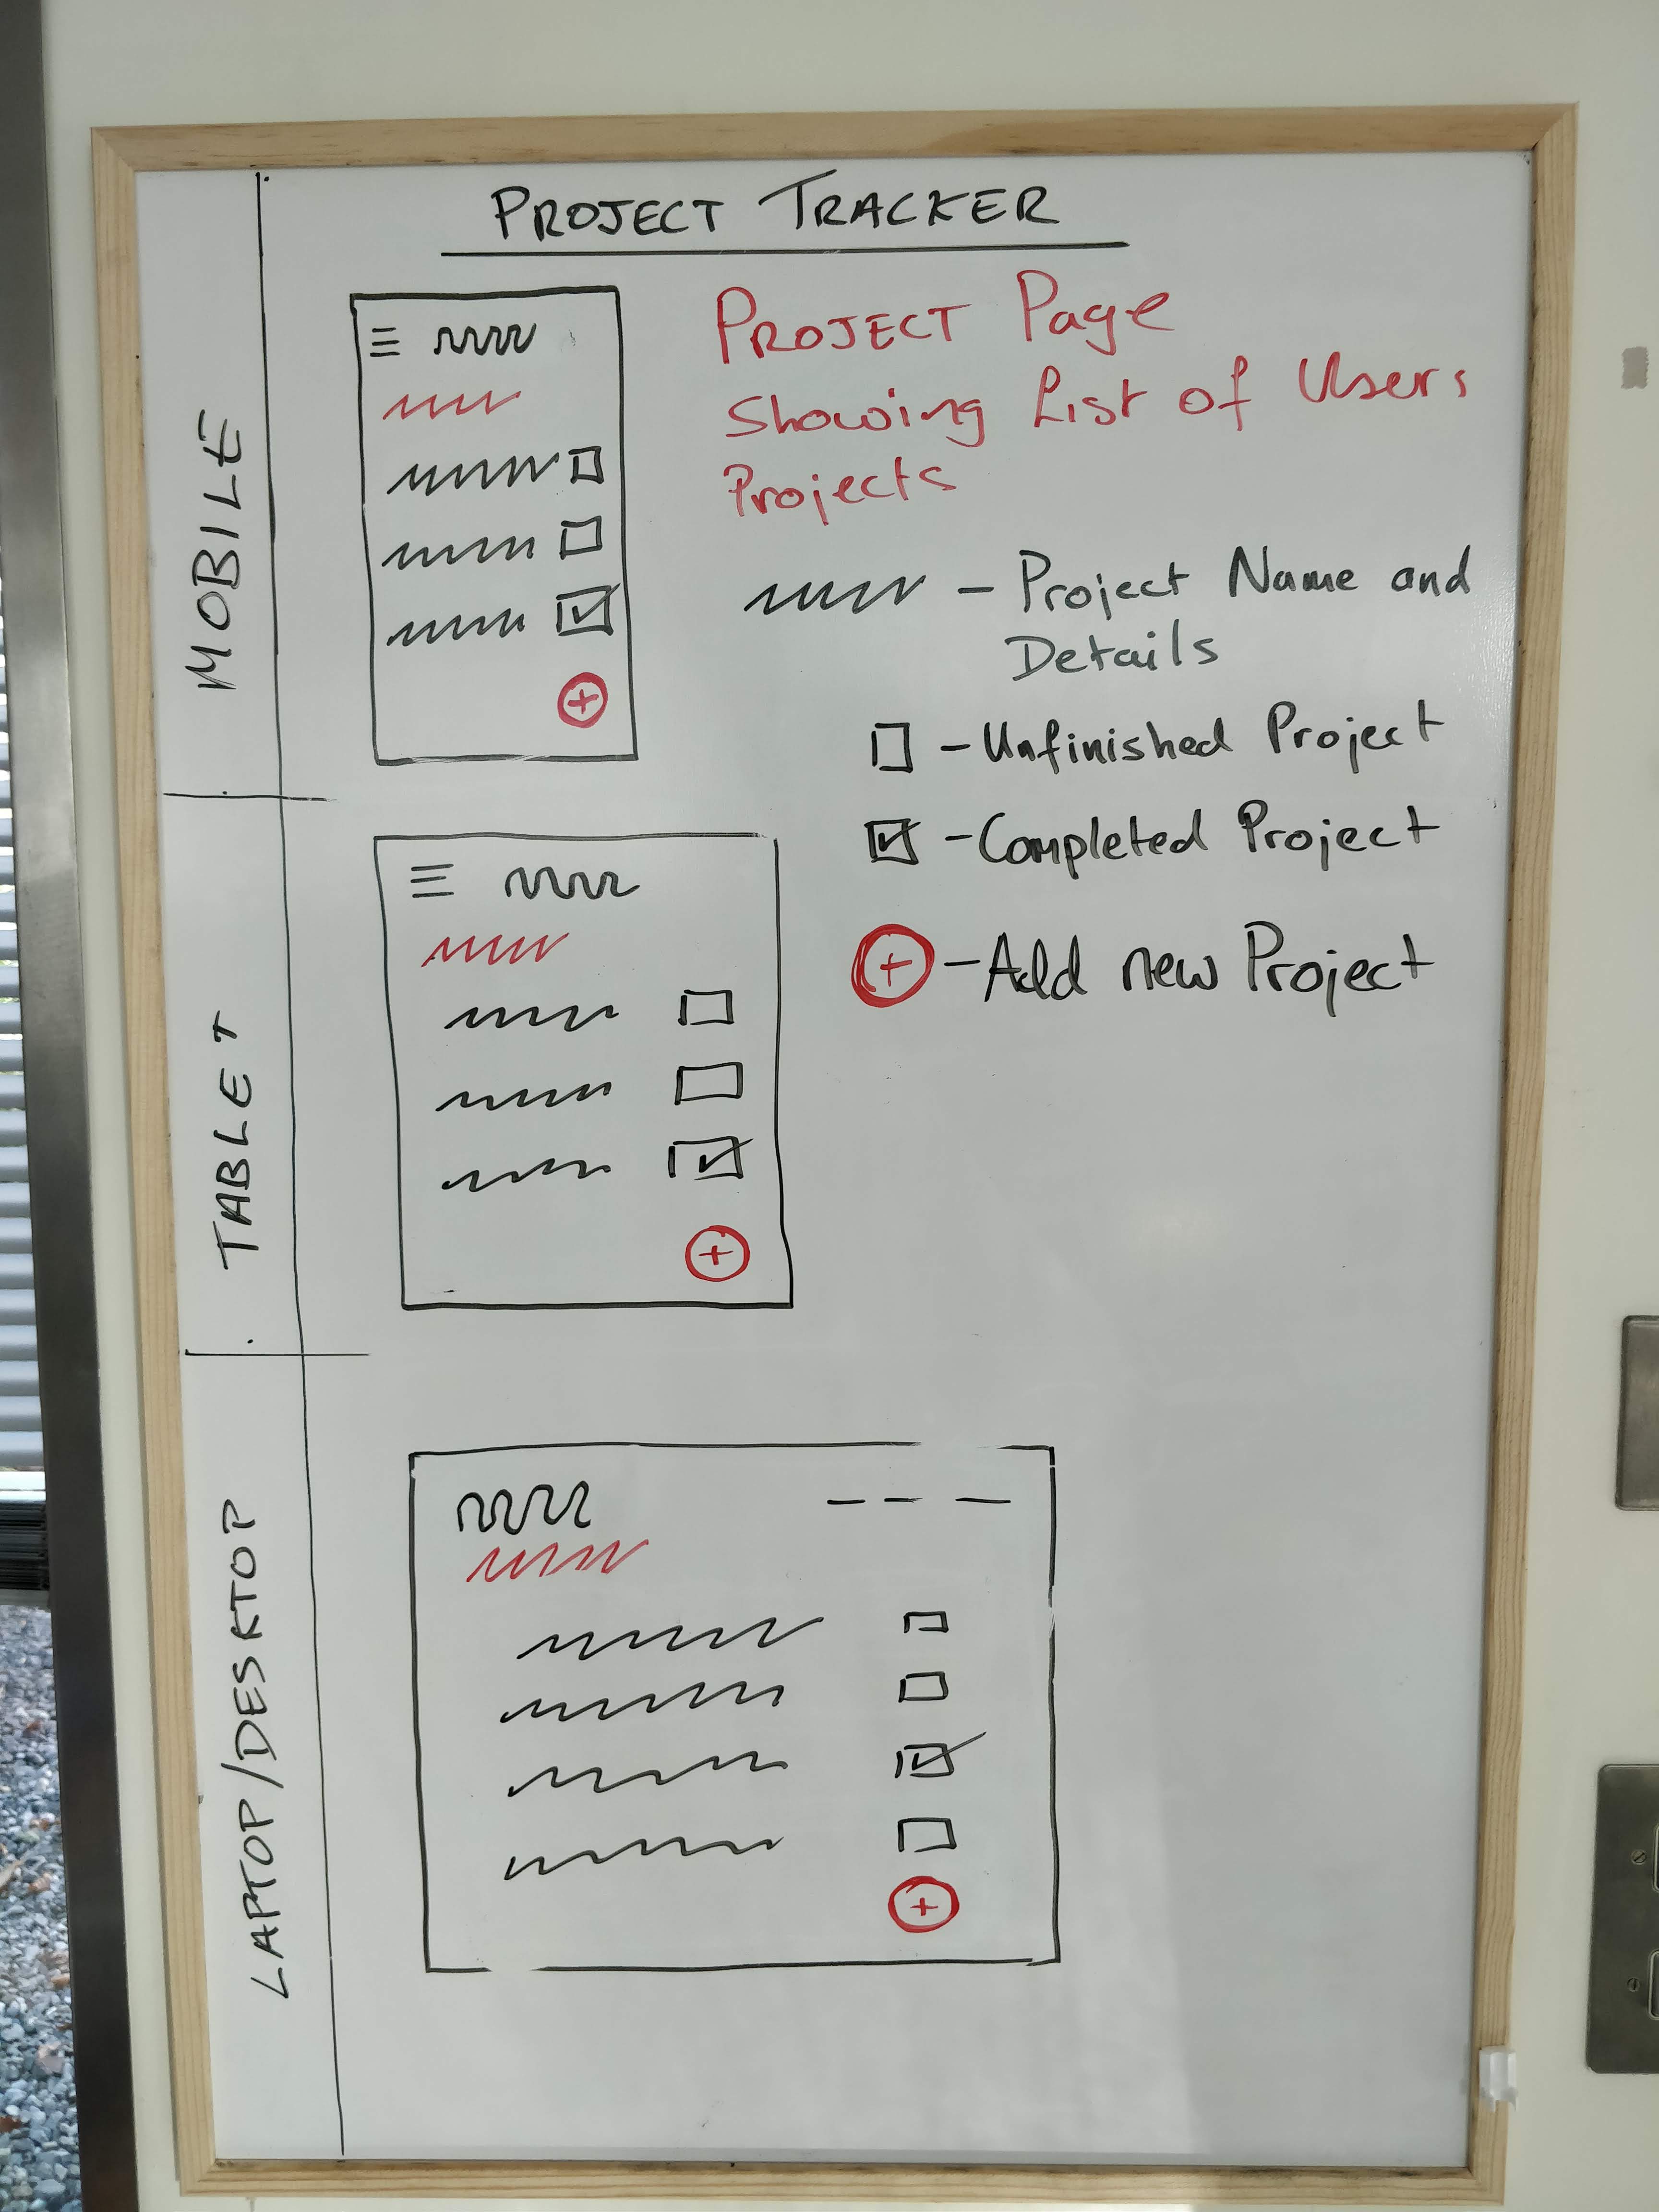 PROJECT TRACKER
MOBILE
PROJECT Page
Showing List of Users
Projects
- Project Name and
Details
- Unfinished Project
- Completed Project
+ - Add new Project
TABLET
LAPTOP/DESKTOP